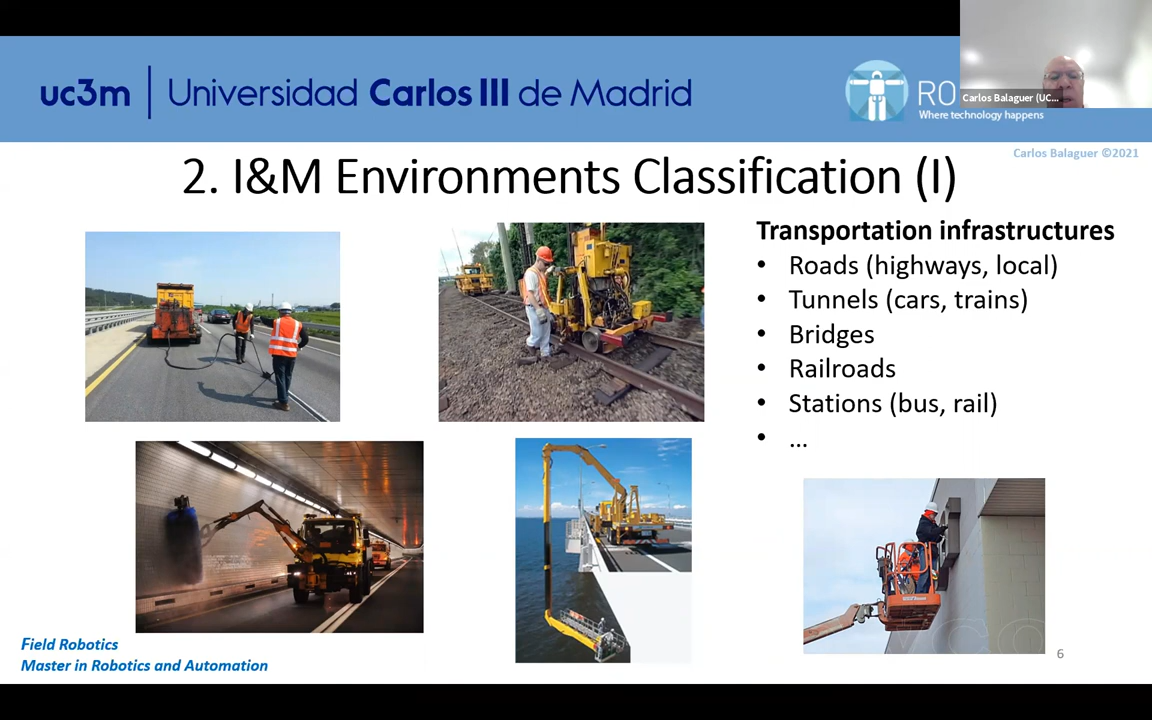 uc3m | Universidad Carlos III de Madrid
RO
Where technology happens
Carlos Balaguer (UC...
Carlos Balaguer ©2021
2. I&M Environments Classification (I)
Transportation infrastructures
• Roads (highways, local)
• Tunnels (cars, trains)
• Bridges
• Railroads
• Stations (bus, rail)
• ...
Field Robotics
Master in Robotics and Automation
6